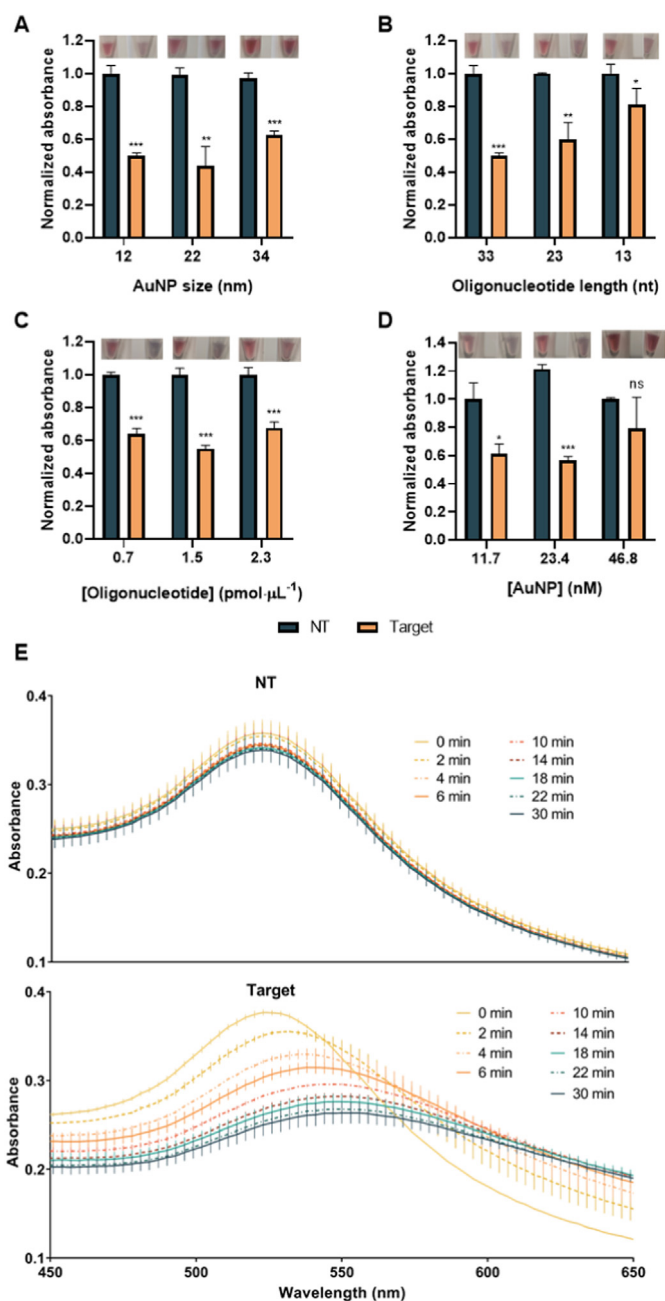 A
Normalized absorbance
1.2
1.0
0.8
0.6
0.4
0.2
0.0
***
**
***
12 22 34
AuNP size (nm)
B
Normalized absorbance
1.2
1.0
0.8
0.6
0.4
0.2
0.0
***
**
*
33 23 13
Oligonucleotide length (nt)
C
Normalized absorbance
1.2
1.0
0.8
0.6
0.4
0.2
0.0
***
***
***
0.7 1.5 2.3
[Oligonucleotide] (pmol·µL⁻¹)
D
Normalized absorbance
1.4
1.2
1.0
0.8
0.6
0.4
0.2
0.0
*
***
ns
11.7 23.4 46.8
[AuNP] (nM)
NT Target
E
NT
Absorbance
0.4
0.3
0.2
0.1
0 min 10 min
2 min 14 min
4 min 18 min
6 min 22 min
30 min
Target
Absorbance
0.4
0.3
0.2
0.1
0 min 10 min
2 min 14 min
4 min 18 min
6 min 22 min
30 min
450 500 550 600 650
Wavelength (nm)